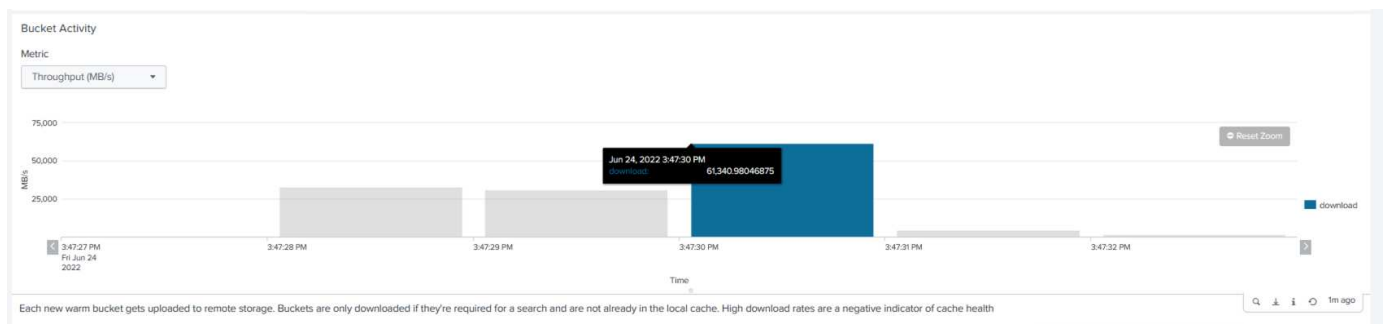 Bucket Activity
Metric
Throughput (MB/s)
75,000
50,000
25,000
MB/s
Reset Zoom
Jun 24, 2022 3:47:30 PM
download: 61,340.98046875
download
3:47:27 PM
Fri Jun 24
2022
3:47:28 PM
3:47:29 PM
3:47:30 PM
3:47:31 PM
3:47:32 PM
Time
Each new warm bucket gets uploaded to remote storage. Buckets are only downloaded if they're required for a search and are not already in the local cache. High download rates are a negative indicator of cache health
1m ago